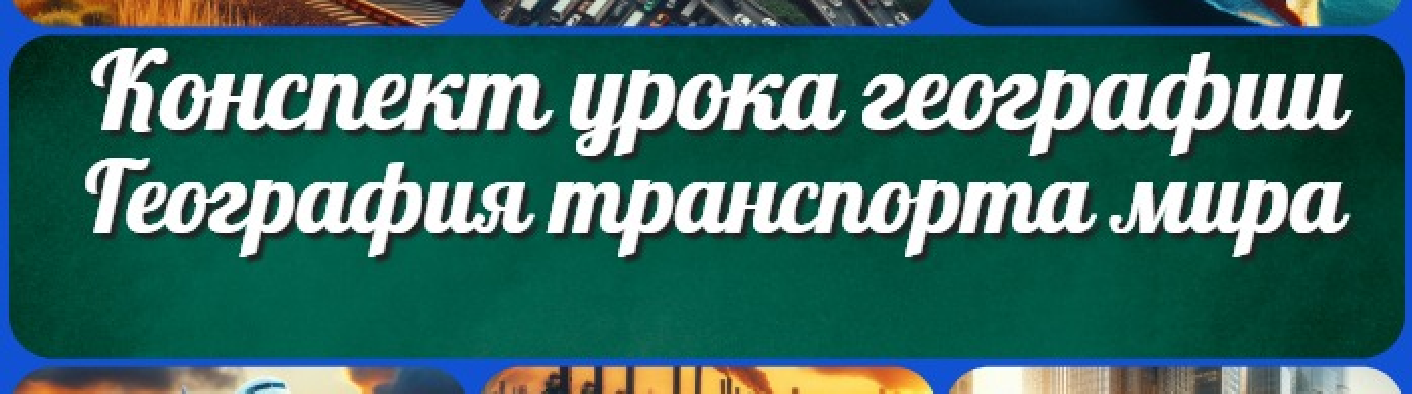 Конспект урока географии
География транспорта мира